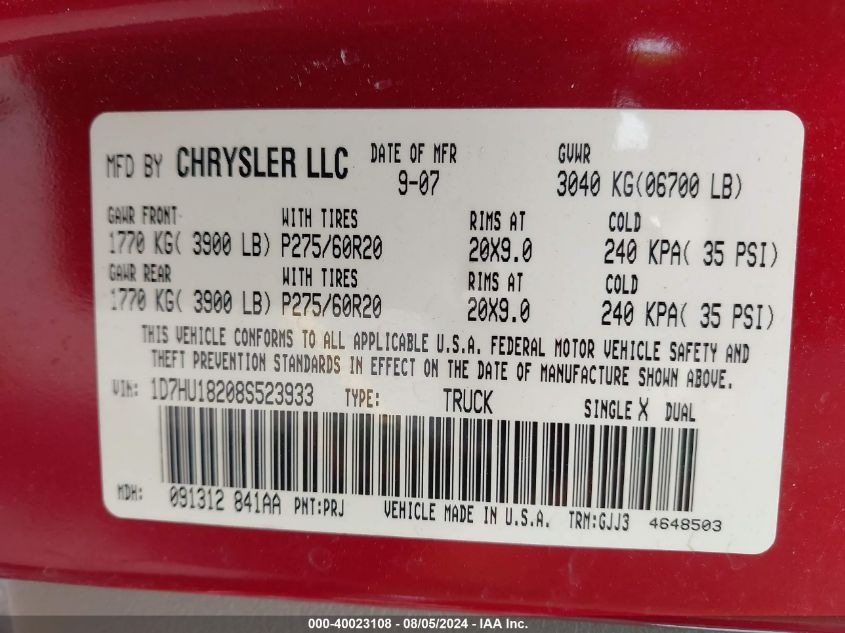 MFD BY CHRYSLER LLC DATE OF MFR 9-07 GVWR 3040 KG(06700 LB)
GAWR FRONT WITH TIRES RIMS AT COLD
1770 KG( 3900 LB) P275/60R20 20X9.0 240 KPA( 35 PSI)
GAWR REAR WITH TIRES RIMS AT COLD
1770 KG( 3900 LB) P275/60R20 20X9.0 240 KPA( 35 PSI)
THIS VEHICLE CONFORMS TO ALL APPLICABLE U.S.A. FEDERAL MOTOR VEHICLE SAFETY AND
THEFT PREVENTION STANDARDS IN EFFECT ON THE DATE OF MANUFACTURE SHOWN ABOVE.
VIN: 1D7HU18208S523933 TYPE: TRUCK SINGLE X DUAL
MDH: 091312 841AA PNT:PRJ VEHICLE MADE IN U.S.A. TRM:GJJ3 4648503
000-40023108 - 08/05/2024 - IAA Inc.